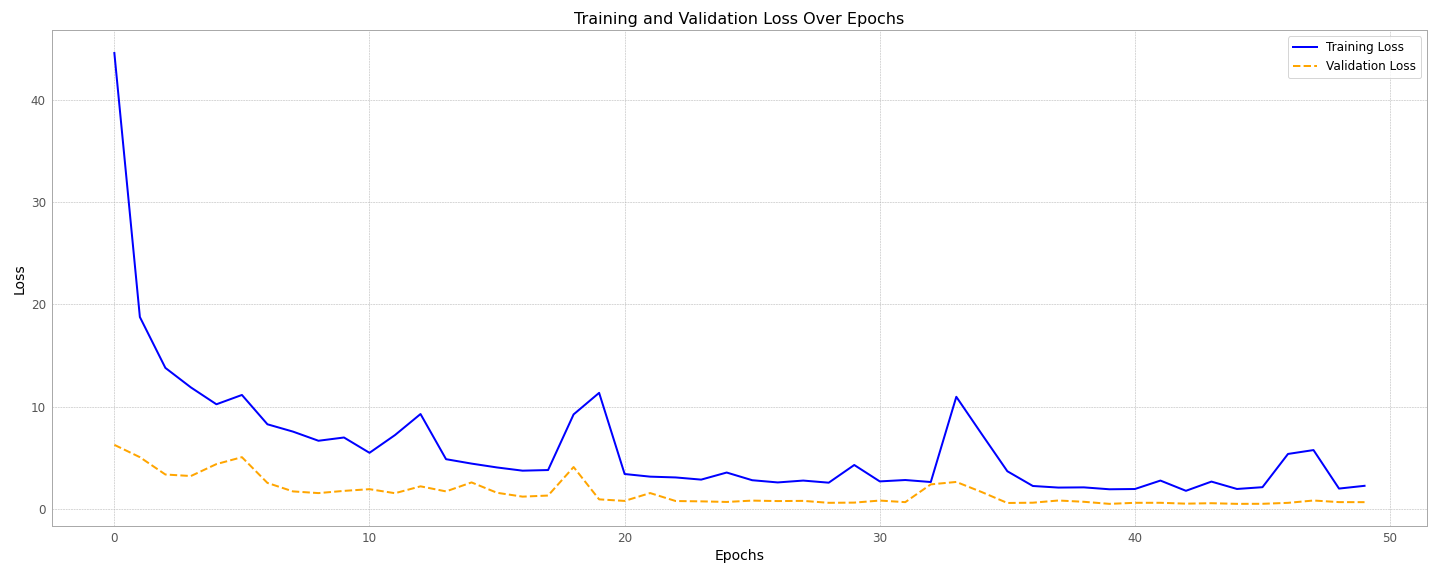 Training and Validation Loss Over Epochs
Training Loss
Validation Loss
40
30
20
10
0
Loss
0 10 20 30 40 50
Epochs